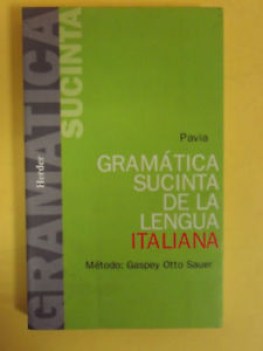 GRAMÁTICA
SUCINTA
Herder
Pavia
GRAMÁTICA
SUCINTA
DE LA
LENGUA
ITALIANA
Método: Gaspey Otto Sauer